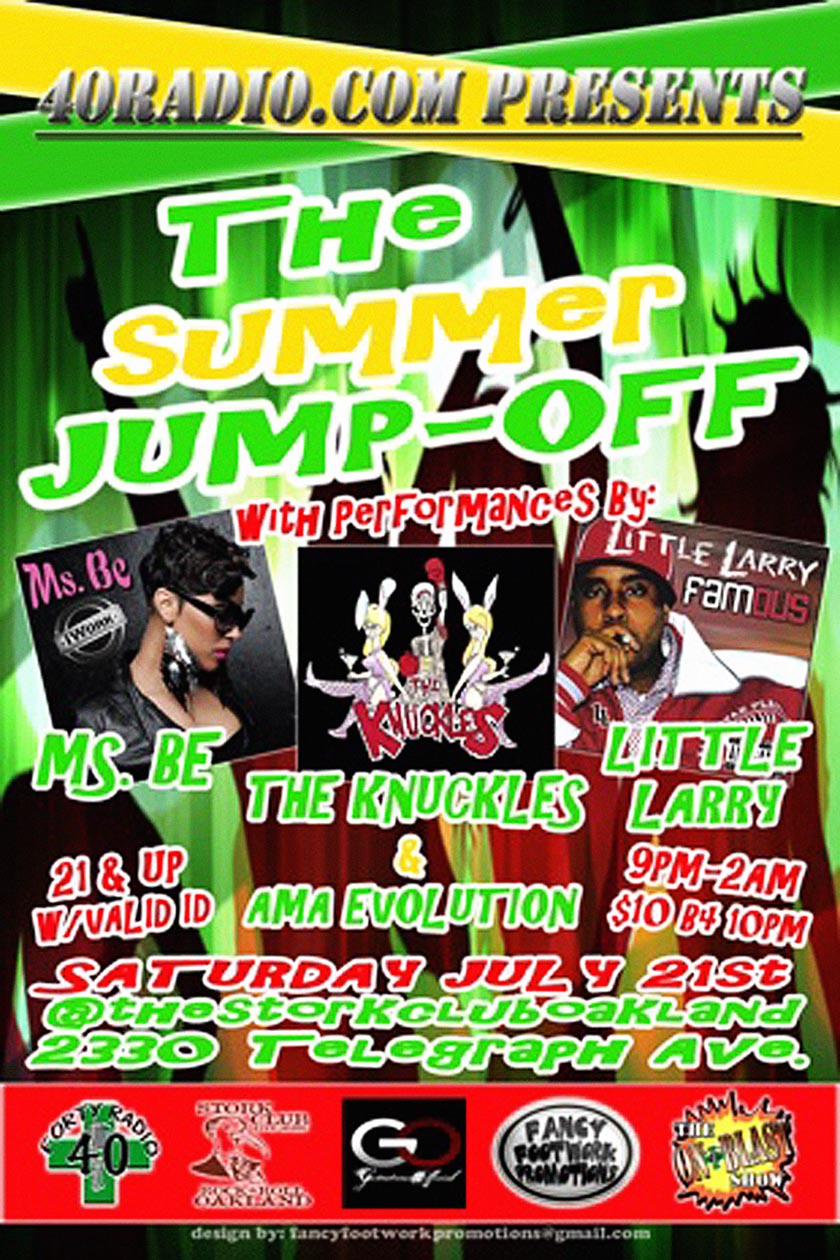 40RADIO.COM PRESENTS
THE
SUMMER
JUMP-OFF
WITH PERFORMANCES BY:
Ms. Be
iWORK
THE
KNUCKLES
LITTLE LARRY
FAMOUS
MS. BE
THE KNUCKLES
LITTLE
LARRY
&
AMA EVOLUTION
21 & UP
W/VALID ID
9PM-2AM
$10 B4 10PM
SATURDAY JULY 21st
@THESTORKCLUBOAKLAND
2330 TELEGRAPH AVE.
FORTY RADIO
40
STORK CLUB
ROCK-N-ROLL
OAKLAND
GO
FANCY
FOOTWORK
PROMOTIONS
THE
ON BLAST
SHOW
design by: fancyfootworkpromotions@gmail.com